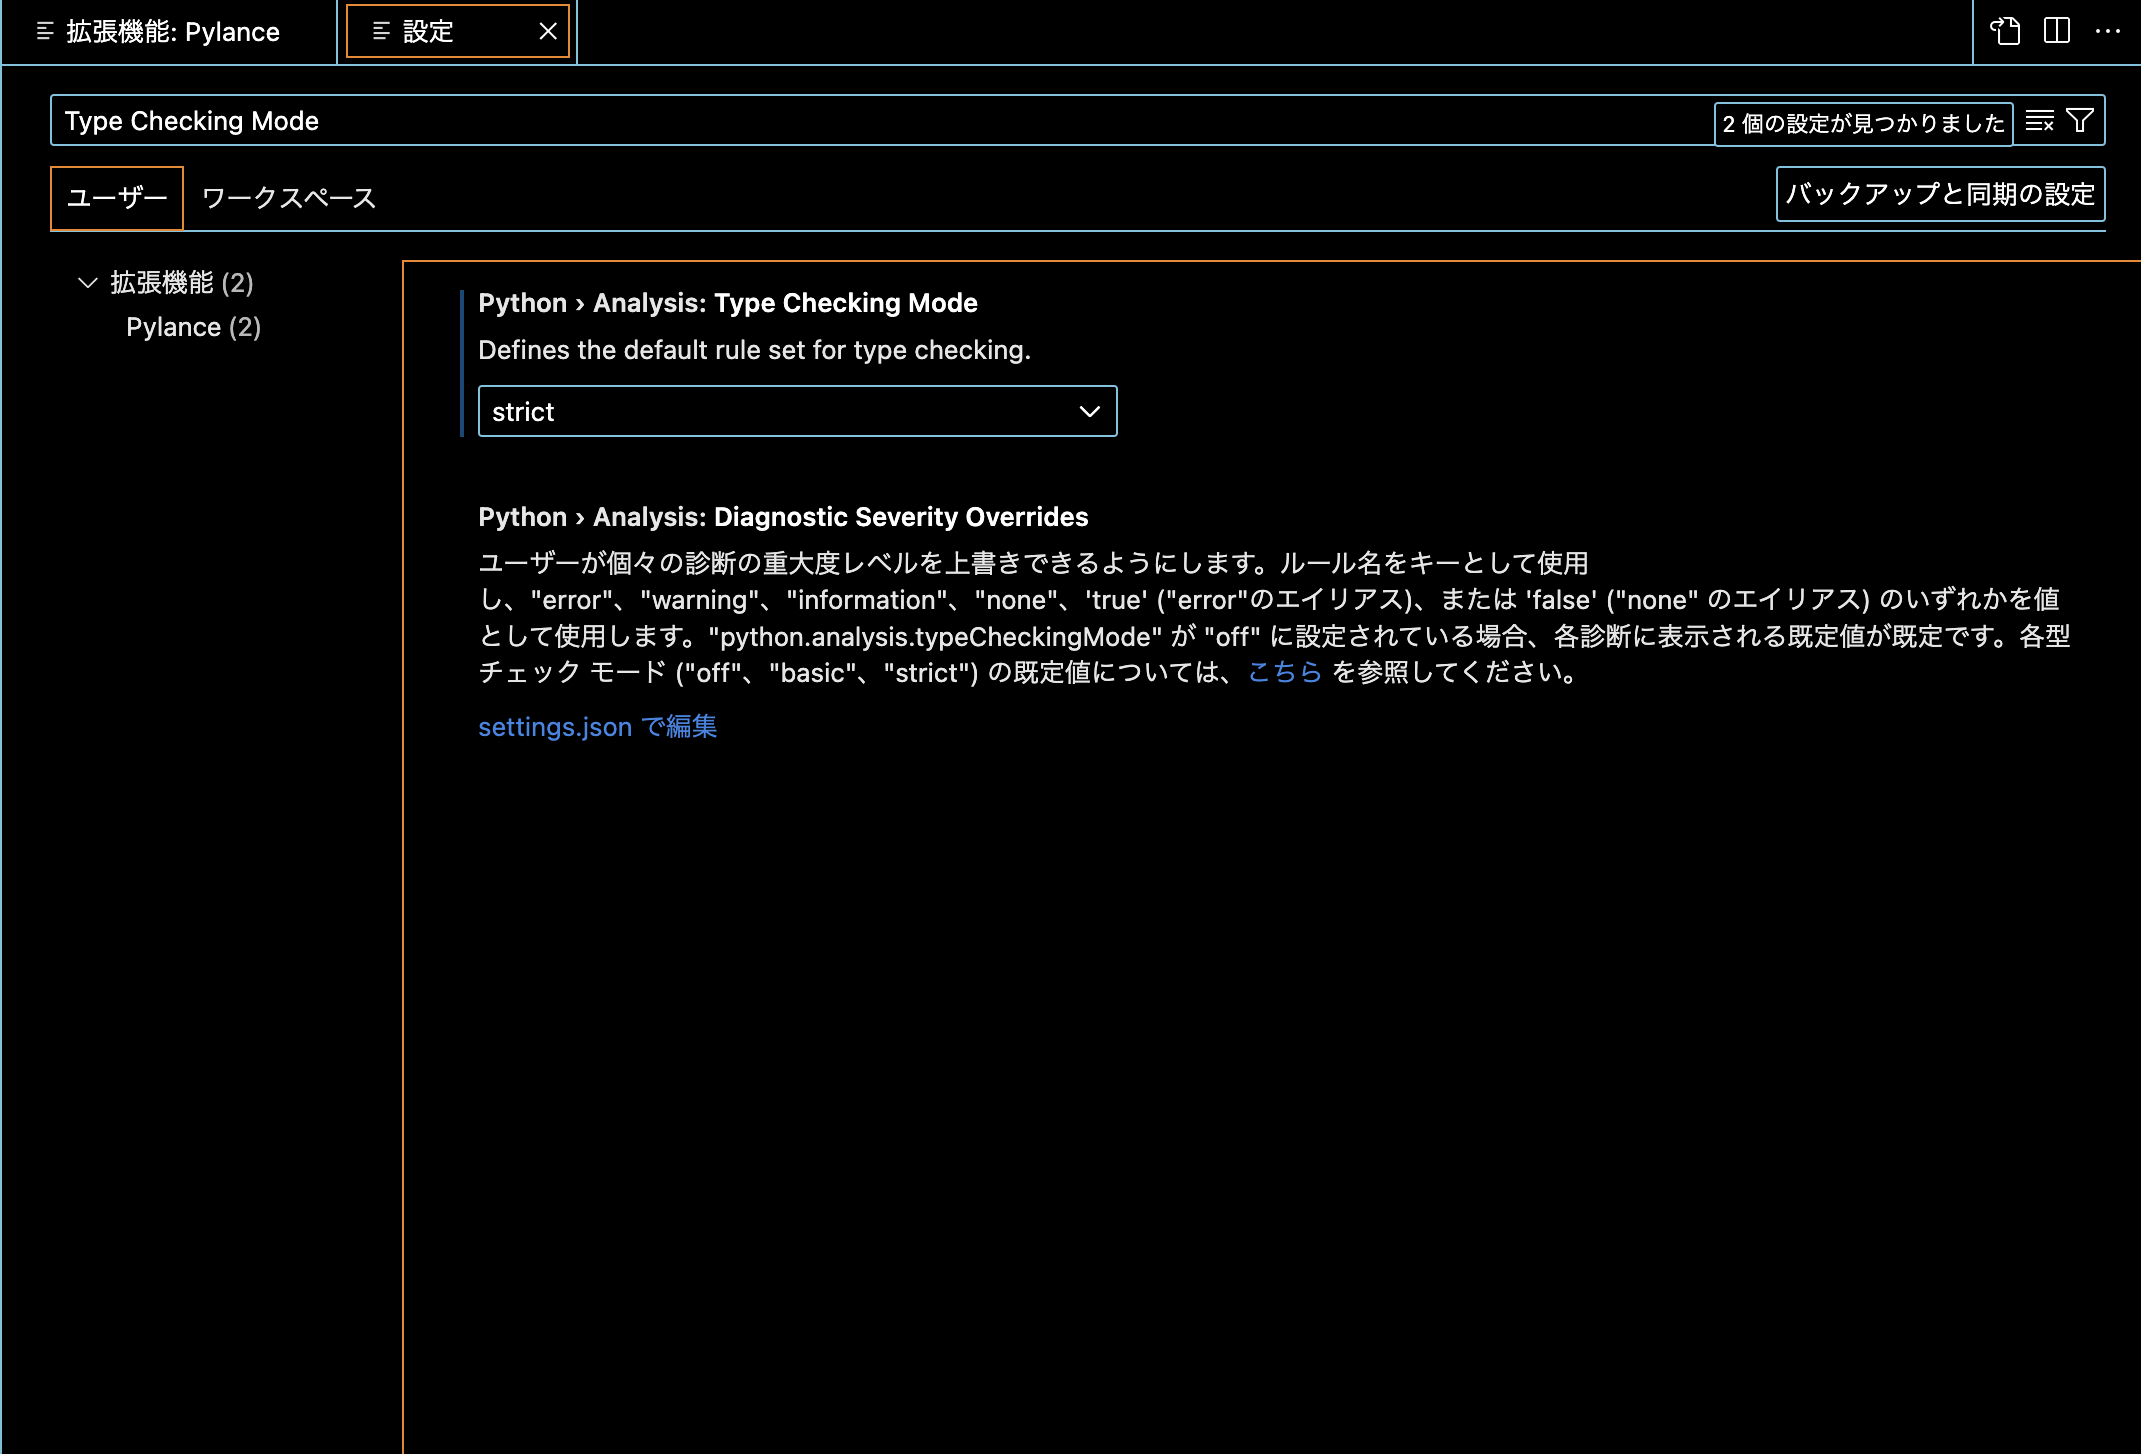 拡張機能: Pylance
設定
Type Checking Mode
2 個の設定が見つかりました
ユーザー
ワークスペース
バックアップと同期の設定
拡張機能 (2)
Pylance (2)
Python › Analysis: Type Checking Mode
Defines the default rule set for type checking.
strict
Python › Analysis: Diagnostic Severity Overrides
ユーザーが個々の診断の重大度レベルを上書きできるようにします。ルール名をキーとして使用
し、"error"、"warning"、"information"、"none"、'true' ("error"のエイリアス)、または 'false' ("none" のエイリアス) のいずれかを値
として使用します。"python.analysis.typeCheckingMode" が "off" に設定されている場合、各診断に表示される既定値が既定です。各型
チェック モード ("off"、"basic"、"strict") の既定値については、こちら を参照してください。
settings.json で編集